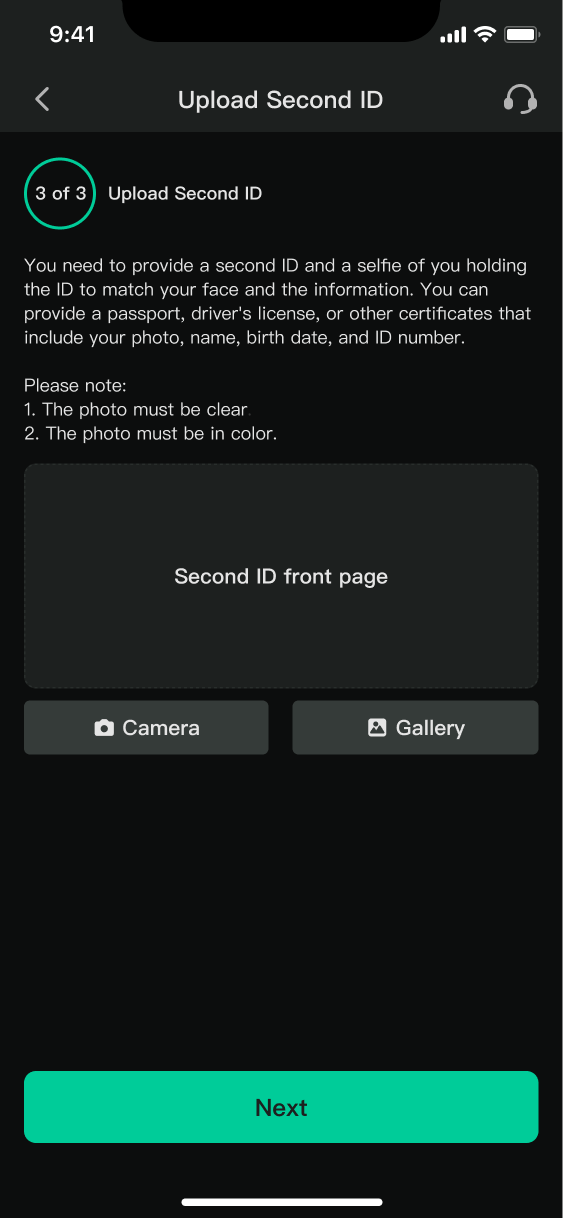 9:41
Upload Second ID
3 of 3
Upload Second ID
You need to provide a second ID and a selfie of you holding
the ID to match your face and the information. You can
provide a passport, driver's license, or other certificates that
include your photo, name, birth date, and ID number.
Please note:
1. The photo must be clear
2. The photo must be in color.
Second ID front page
Camera
Gallery
Next